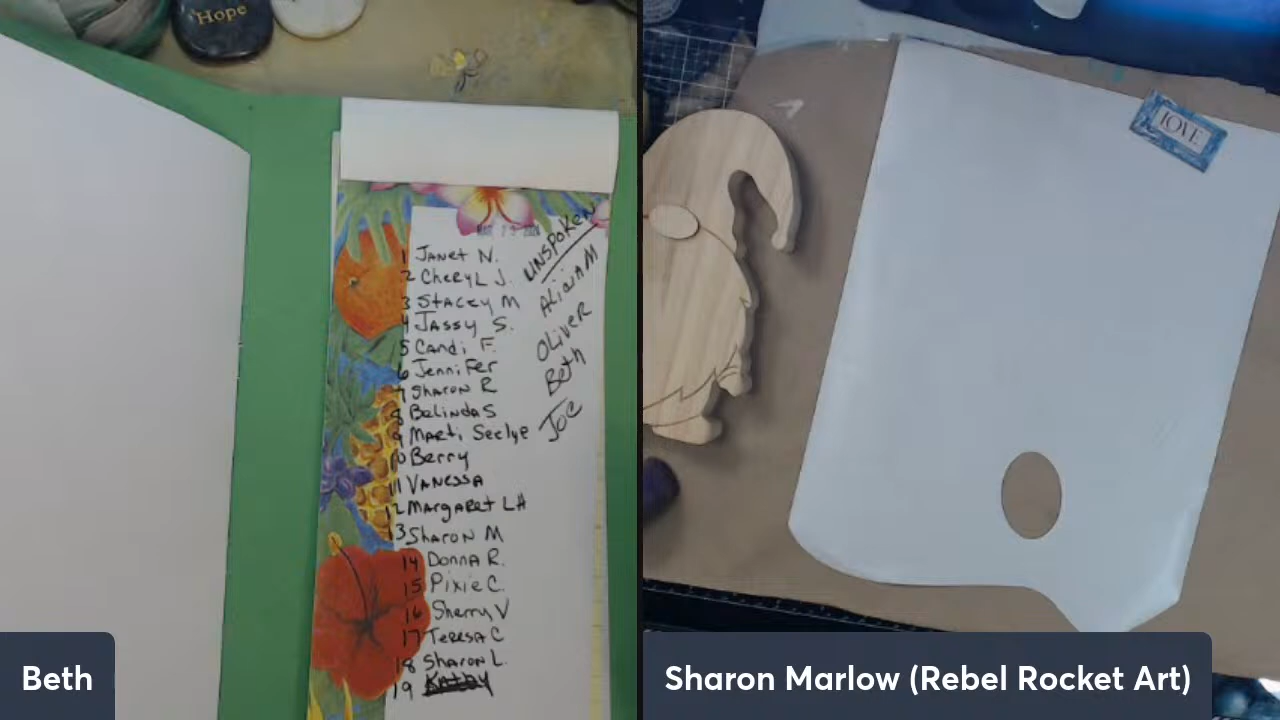 Hope
1 Janet N.
2 Cheryl J.
3 Stacey M
4 Jassy S.
5 Candi F.
6 Jennifer
7 Sharon R
8 Belinda S
9 Marti Seelye
10 Berry
11 Vanessa
12 Margaret LH
13 Sharon M
14 Donna R.
15 Pixie C.
16 Sherry V
17 Teresa C
18 Sharon L.
19
UNSPOKEN
Alicia M
Oliver
Beth
Joe
LOVE
Beth
Sharon Marlow (Rebel Rocket Art)